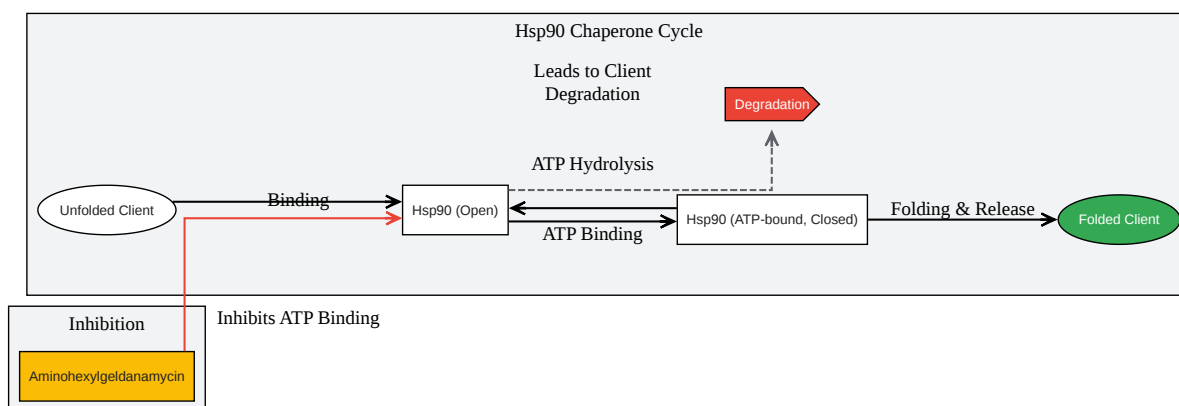 Hsp90 Chaperone Cycle
Leads to Client
Degradation
Degradation
ATP Hydrolysis
Unfolded Client
Binding
Hsp90 (Open)
ATP Binding
Hsp90 (ATP-bound, Closed)
Folding & Release
Folded Client
Inhibition
Inhibits ATP Binding
Aminohexylgeldanamycin